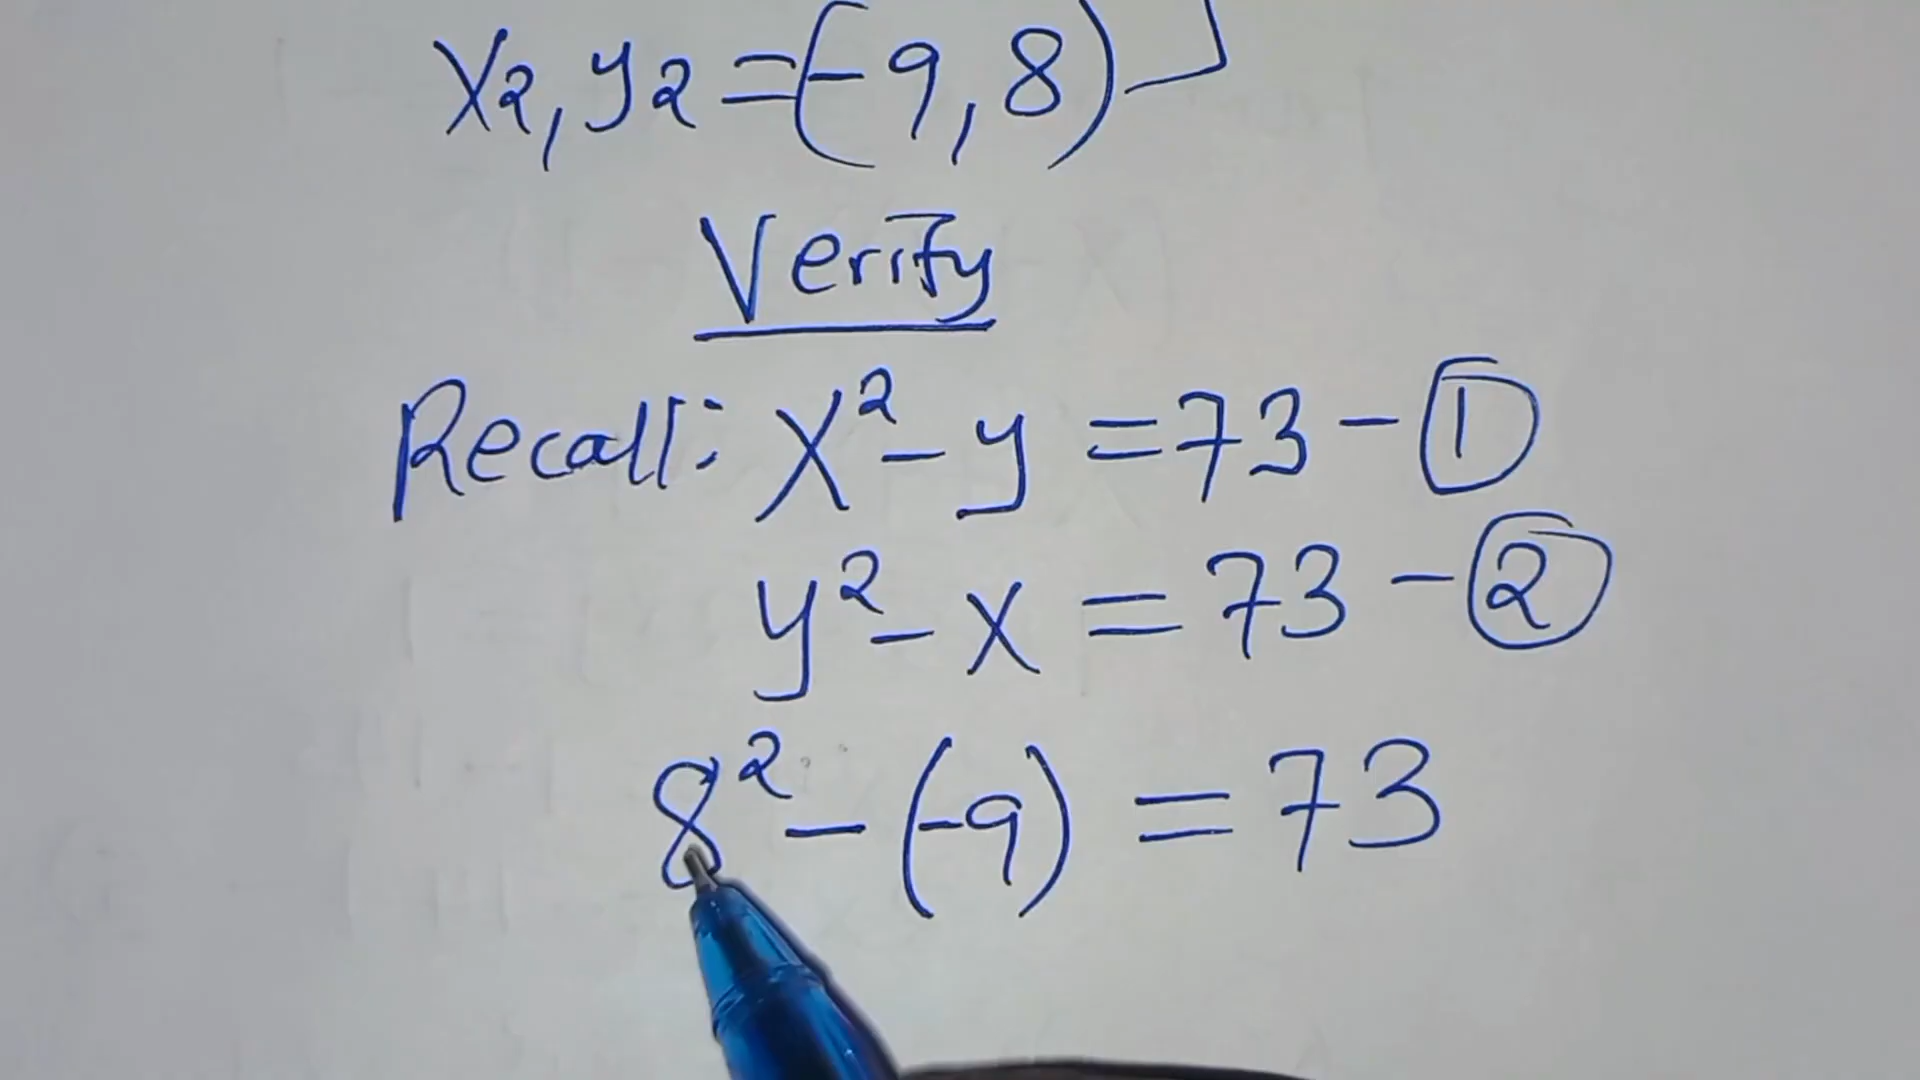 x2, y2 = (-9, 8)
Verify
Recall: x² - y = 73 - ①
y² - x = 73 - ②
8² - (-9) = 73